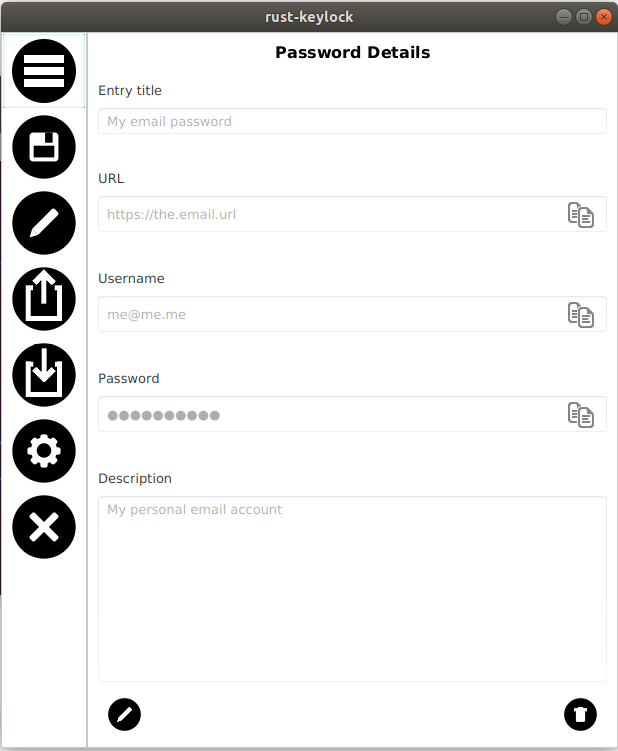 rust-keylock
Password Details
Entry title
My email password
URL
https://the.email.url
Username
me@me.me
Password
●●●●●●●●●●
Description
My personal email account